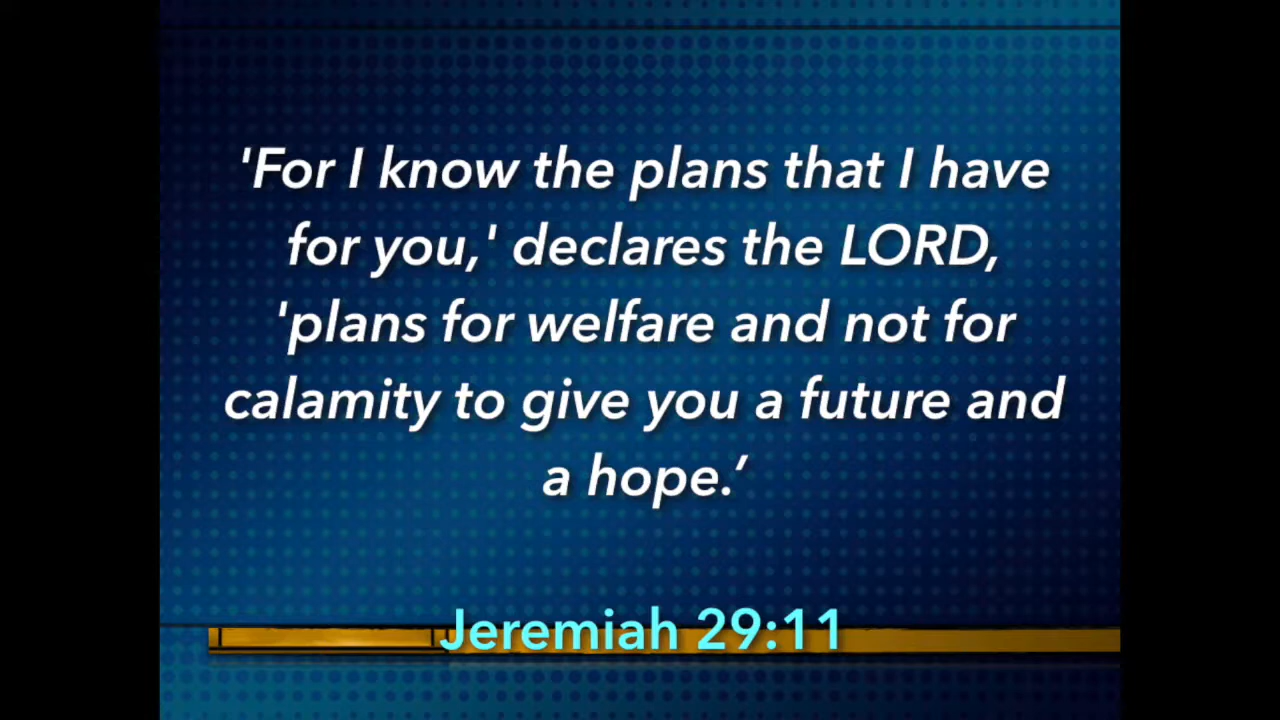 'For I know the plans that I have
for you,' declares the LORD,
'plans for welfare and not for
calamity to give you a future and
a hope.’
Jeremiah 29:11